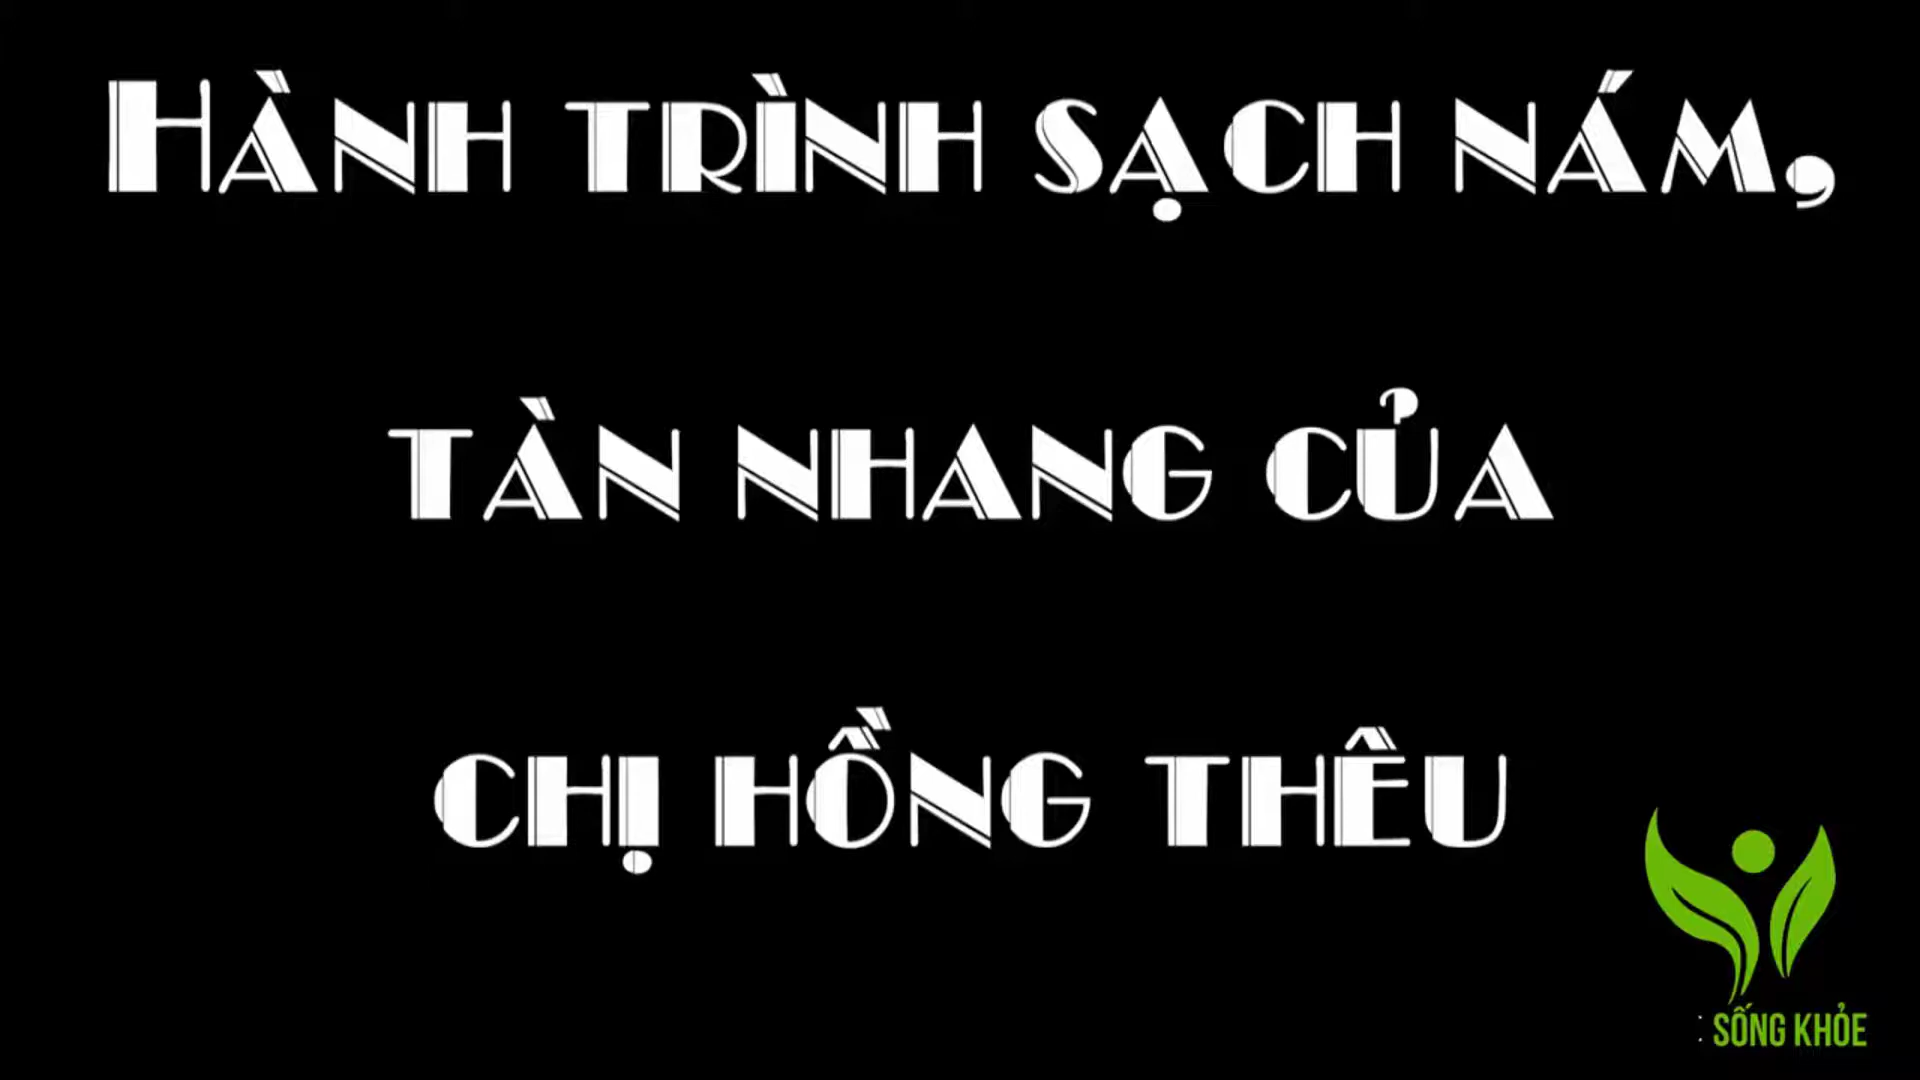 Hành trình sạch nám,
tàn nhang của
chị Hồng Thêu
SỐNG KHỎE